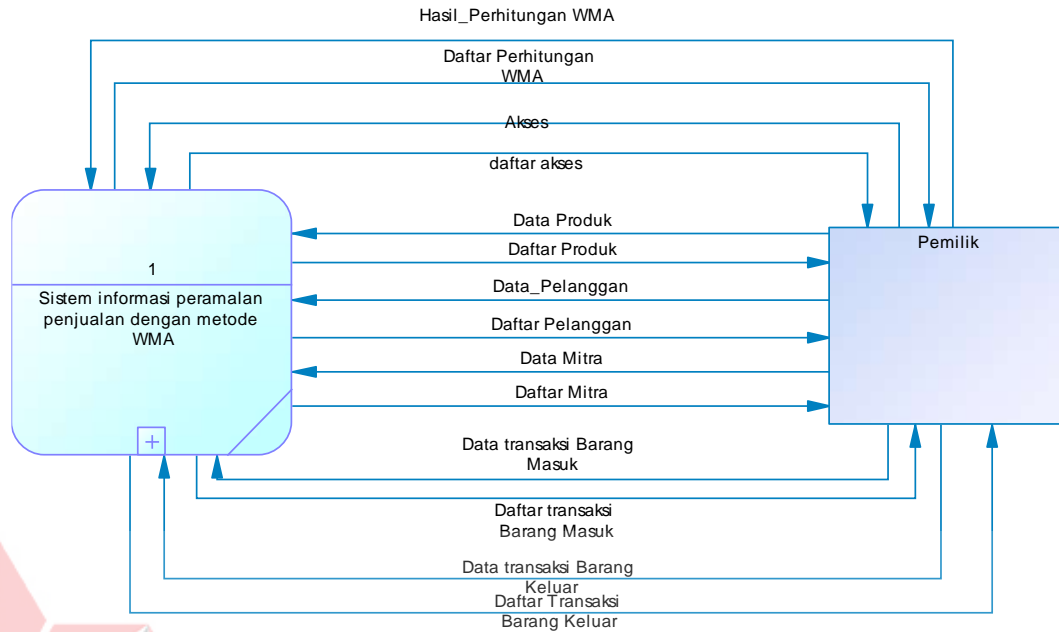 Hasil_Perhitungan WMA
Daftar Perhitungan
WMA
Akses
daftar akses
Data Produk
Daftar Produk
Data_Pelanggan
Daftar Pelanggan
Data Mitra
Daftar Mitra
Data transaksi Barang
Masuk
Daftar transaksi
Barang Masuk
Data transaksi Barang
Keluar
Daftar Transaksi
Barang Keluar
1
Sistem informasi peramalan
penjualan dengan metode
WMA
Pemilik